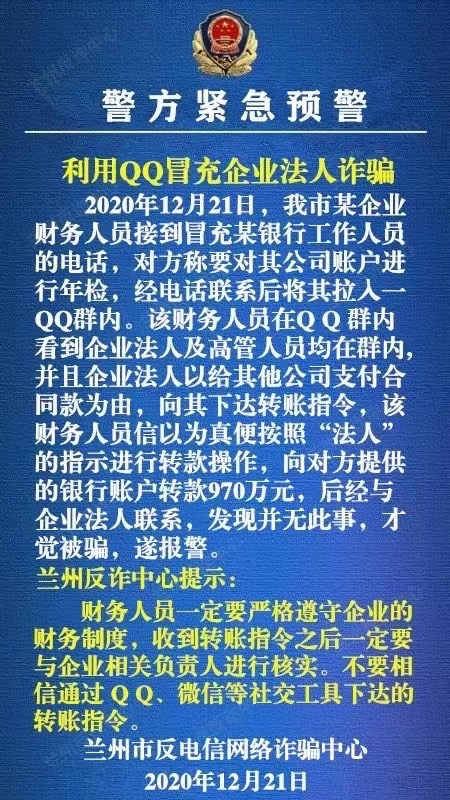 警方紧急预警
利用QQ冒充企业法人诈骗
2020年12月21日，我市某企业
财务人员接到冒充某银行工作人员
的电话，对方称要对其公司账户进
行年检，经电话联系后将其拉入一
QQ群内。该财务人员在Q Q 群内
看到企业法人及高管人员均在群内，
并且企业法人以给其他公司支付合
同款为由，向其下达转账指令，该
财务人员信以为真便按照“法人”
的指示进行转款操作，向对方提供
的银行账户转款970万元，后经与
企业法人联系，发现并无此事，才
觉被骗，遂报警。
兰州反诈中心提示：
财务人员一定要严格遵守企业的
财务制度，收到转账指令之后一定要
与企业相关负责人进行核实。不要相
信通过 Q Q、微信等社交工具下达的
转账指令。
兰州市反电信网络诈骗中心
2020年12月21日